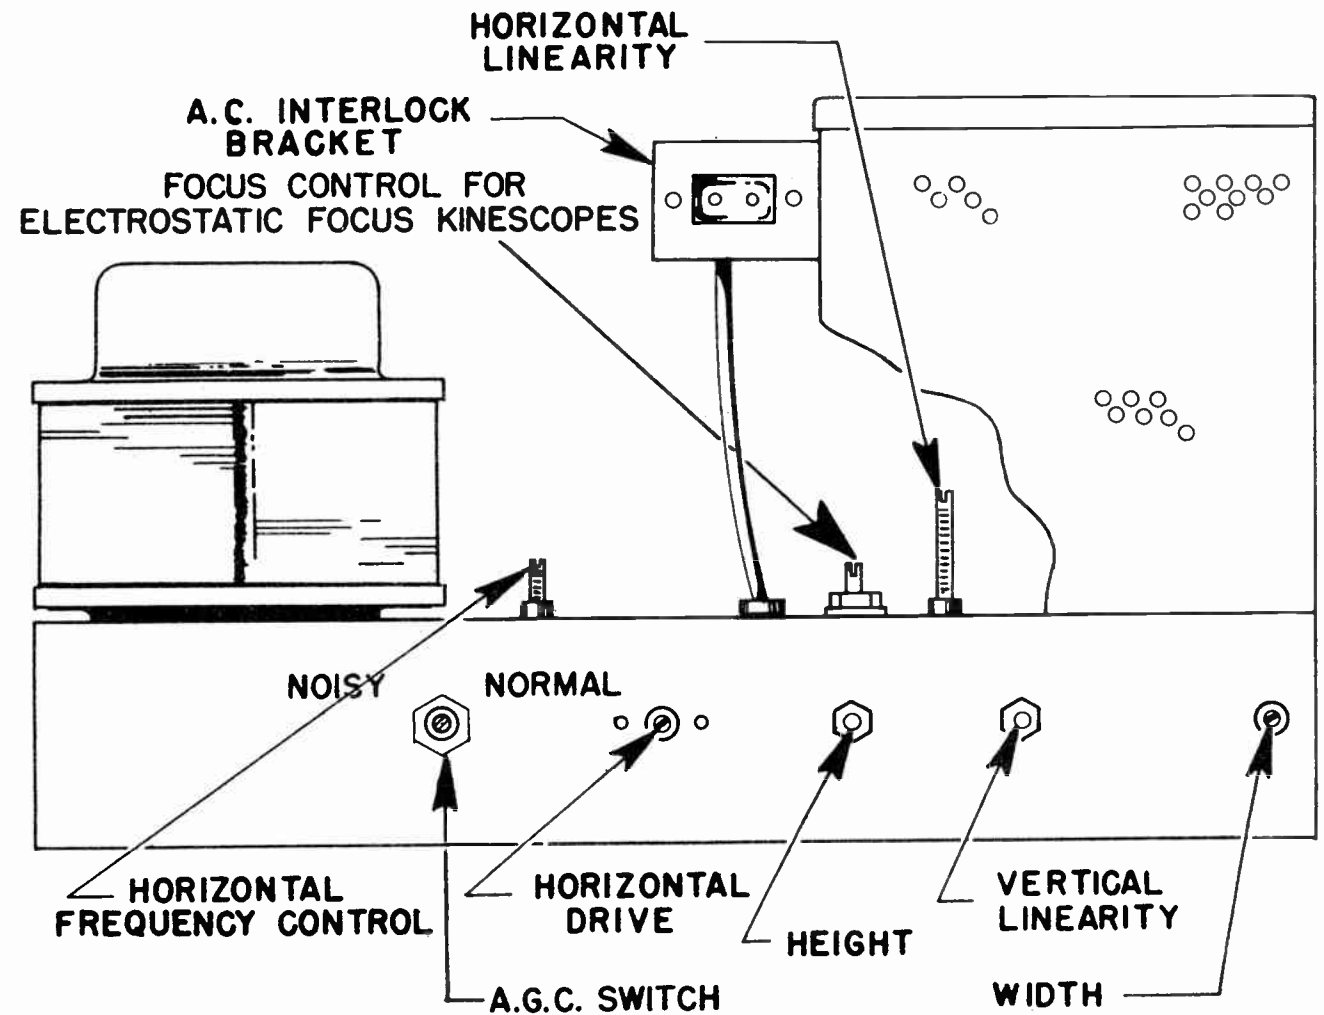 HORIZONTAL
LINEARITY
A.C. INTERLOCK
BRACKET
FOCUS CONTROL FOR
ELECTROSTATIC FOCUS KINESCOPES
NOISY NORMAL
HORIZONTAL
FREQUENCY CONTROL
HORIZONTAL
DRIVE
HEIGHT
VERTICAL
LINEARITY
A.G.C. SWITCH
WIDTH